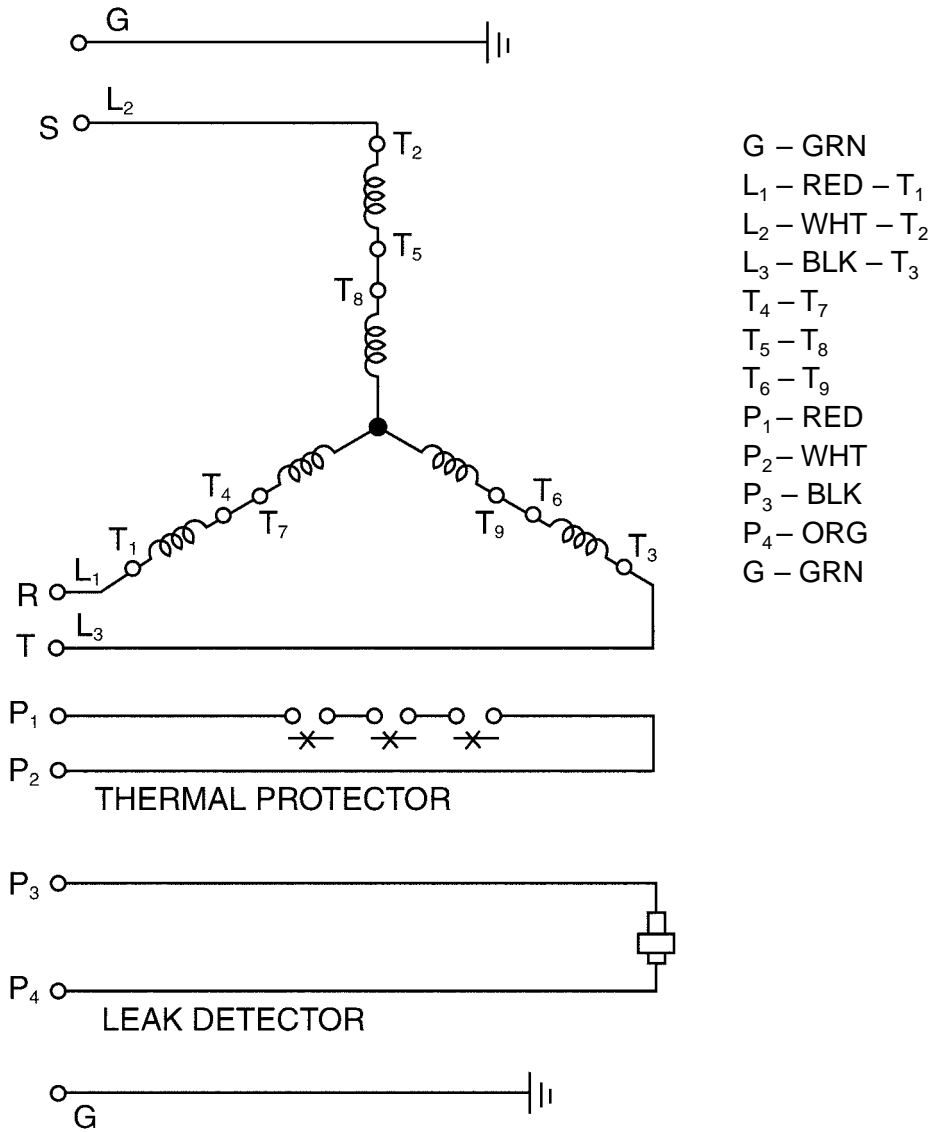 G
S L₂
T₂
T₅
T₈
T₄
T₇
T₆
T₉
T₁
T₃
R L₁
T L₃
P₁
P₂
THERMAL PROTECTOR
P₃
P₄
LEAK DETECTOR
G
G – GRN
L₁ – RED – T₁
L₂ – WHT – T₂
L₃ – BLK – T₃
T₄ – T₇
T₅ – T₈
T₆ – T₉
P₁ – RED
P₂ – WHT
P₃ – BLK
P₄ – ORG
G – GRN